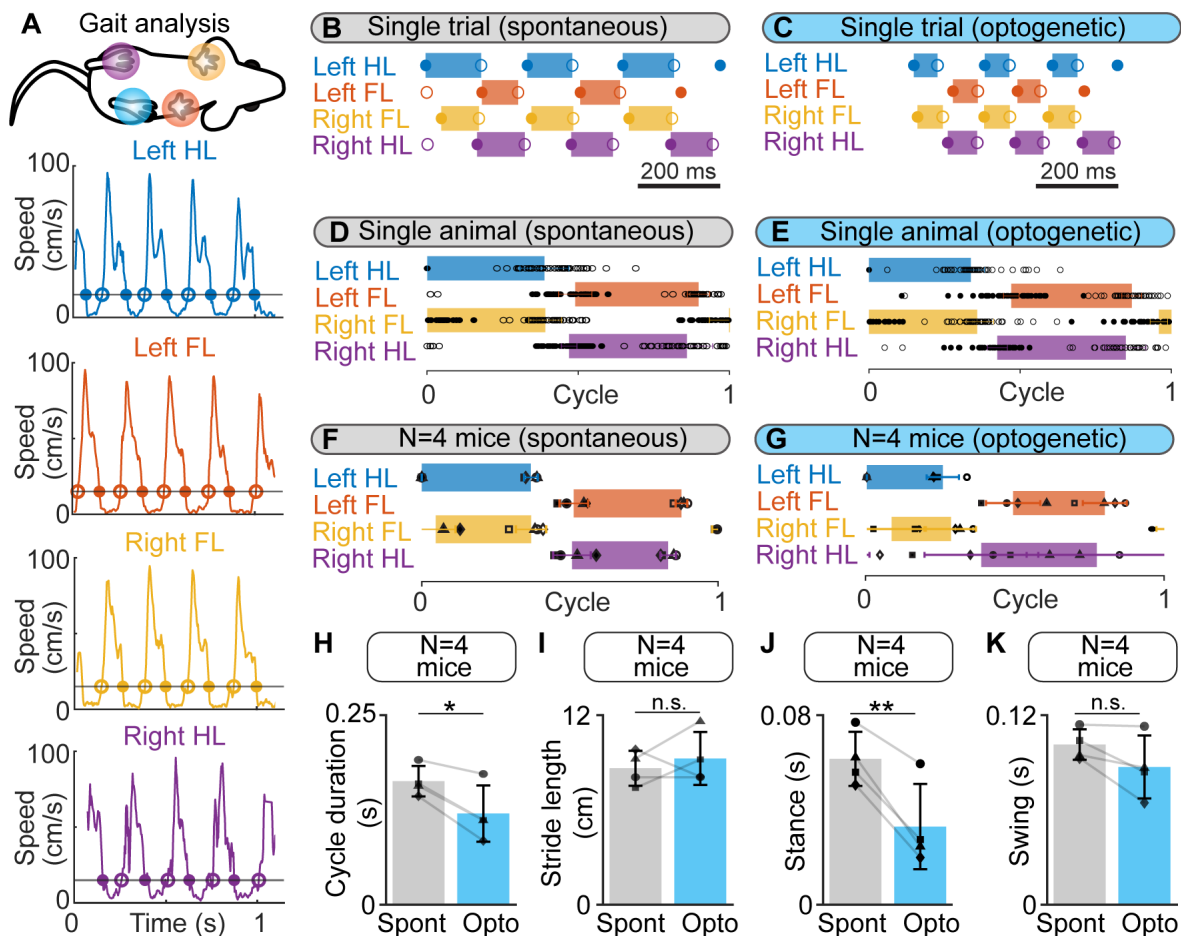 A Gait analysis
Left HL
100
Speed
(cm/s)
0
Left FL
100
Speed
(cm/s)
0
Right FL
100
Speed
(cm/s)
0
Right HL
100
Speed
(cm/s)
0
0 Time (s) 1
B Single trial (spontaneous)
Left HL
Left FL
Right FL
Right HL
200 ms
C Single trial (optogenetic)
Left HL
Left FL
Right FL
Right HL
200 ms
D Single animal (spontaneous)
Left HL
Left FL
Right FL
Right HL
0 Cycle 1
E Single animal (optogenetic)
Left HL
Left FL
Right FL
Right HL
0 Cycle 1
F N=4 mice (spontaneous)
Left HL
Left FL
Right FL
Right HL
0 Cycle 1
G N=4 mice (optogenetic)
Left HL
Left FL
Right FL
Right HL
0 Cycle 1
H N=4
mice
0.25
*
Cycle duration
(s)
0
Spont Opto
I N=4
mice
12
n.s.
Stride length
(cm)
0
Spont Opto
J N=4
mice
0.08
**
Stance (s)
0
Spont Opto
K N=4
mice
0.12
n.s.
Swing (s)
0
Spont Opto